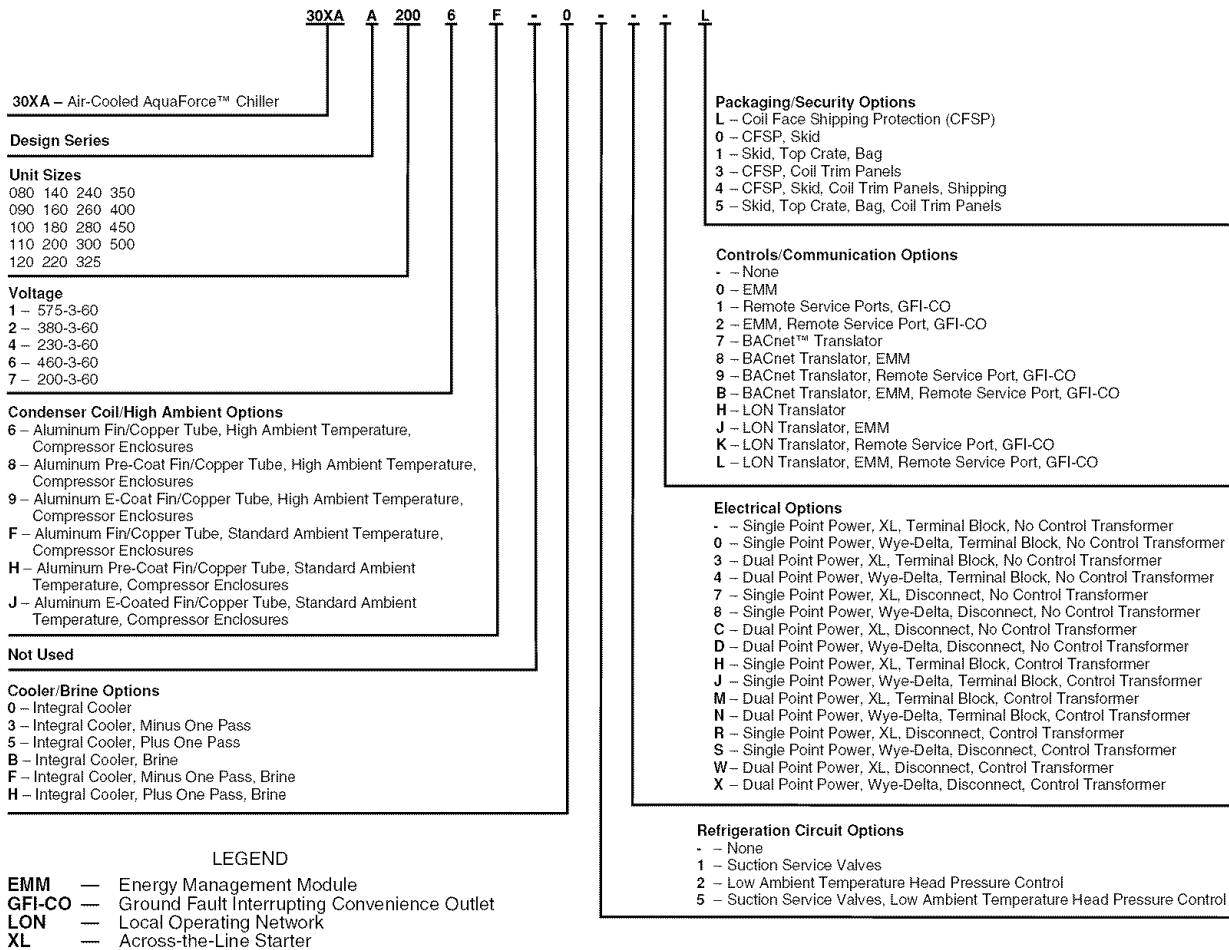 30XA A 200 6 F - 0 - - - L
30XA – Air-Cooled AquaForce™ Chiller
Design Series
Unit Sizes
080 140 240 350
090 160 260 400
100 180 280 450
110 200 300 500
120 220 325
Voltage
1 – 575-3-60
2 – 380-3-60
4 – 230-3-60
6 – 460-3-60
7 – 200-3-60
Condenser Coil/High Ambient Options
6 – Aluminum Fin/Copper Tube, High Ambient Temperature,
Compressor Enclosures
8 – Aluminum Pre-Coat Fin/Copper Tube, High Ambient Temperature,
Compressor Enclosures
9 – Aluminum E-Coat Fin/Copper Tube, High Ambient Temperature,
Compressor Enclosures
F – Aluminum Fin/Copper Tube, Standard Ambient Temperature,
Compressor Enclosures
H – Aluminum Pre-Coat Fin/Copper Tube, Standard Ambient
Temperature, Compressor Enclosures
J – Aluminum E-Coated Fin/Copper Tube, Standard Ambient
Temperature, Compressor Enclosures
Not Used
Cooler/Brine Options
0 – Integral Cooler
3 – Integral Cooler, Minus One Pass
5 – Integral Cooler, Plus One Pass
B – Integral Cooler, Brine
F – Integral Cooler, Minus One Pass, Brine
H – Integral Cooler, Plus One Pass, Brine
LEGEND
EMM — Energy Management Module
GFI-CO — Ground Fault Interrupting Convenience Outlet
LON — Local Operating Network
XL — Across-the-Line Starter
Packaging/Security Options
L – Coil Face Shipping Protection (CFSP)
0 – CFSP, Skid
1 – Skid, Top Crate, Bag
3 – CFSP, Coil Trim Panels
4 – CFSP, Skid, Coil Trim Panels, Shipping
5 – Skid, Top Crate, Bag, Coil Trim Panels
Controls/Communication Options
- – None
0 – EMM
1 – Remote Service Ports, GFI-CO
2 – EMM, Remote Service Port, GFI-CO
7 – BACnet™ Translator
8 – BACnet Translator, EMM
9 – BACnet Translator, Remote Service Port, GFI-CO
B – BACnet Translator, EMM, Remote Service Port, GFI-CO
H – LON Translator
J – LON Translator, EMM
K – LON Translator, Remote Service Port, GFI-CO
L – LON Translator, EMM, Remote Service Port, GFI-CO
Electrical Options
- – Single Point Power, XL, Terminal Block, No Control Transformer
0 – Single Point Power, Wye-Delta, Terminal Block, No Control Transformer
3 – Dual Point Power, XL, Terminal Block, No Control Transformer
4 – Dual Point Power, Wye-Delta, Terminal Block, No Control Transformer
7 – Single Point Power, XL, Disconnect, No Control Transformer
8 – Single Point Power, Wye-Delta, Disconnect, No Control Transformer
C – Dual Point Power, XL, Disconnect, No Control Transformer
D – Dual Point Power, Wye-Delta, Disconnect, No Control Transformer
H – Single Point Power, XL, Terminal Block, Control Transformer
J – Single Point Power, Wye-Delta, Terminal Block, Control Transformer
M – Dual Point Power, XL, Terminal Block, Control Transformer
N – Dual Point Power, Wye-Delta, Terminal Block, Control Transformer
R – Single Point Power, XL, Disconnect, Control Transformer
S – Single Point Power, Wye-Delta, Disconnect, Control Transformer
W – Dual Point Power, XL, Disconnect, Control Transformer
X – Dual Point Power, Wye-Delta, Disconnect, Control Transformer
Refrigeration Circuit Options
- – None
1 – Suction Service Valves
2 – Low Ambient Temperature Head Pressure Control
5 – Suction Service Valves, Low Ambient Temperature Head Pressure Control